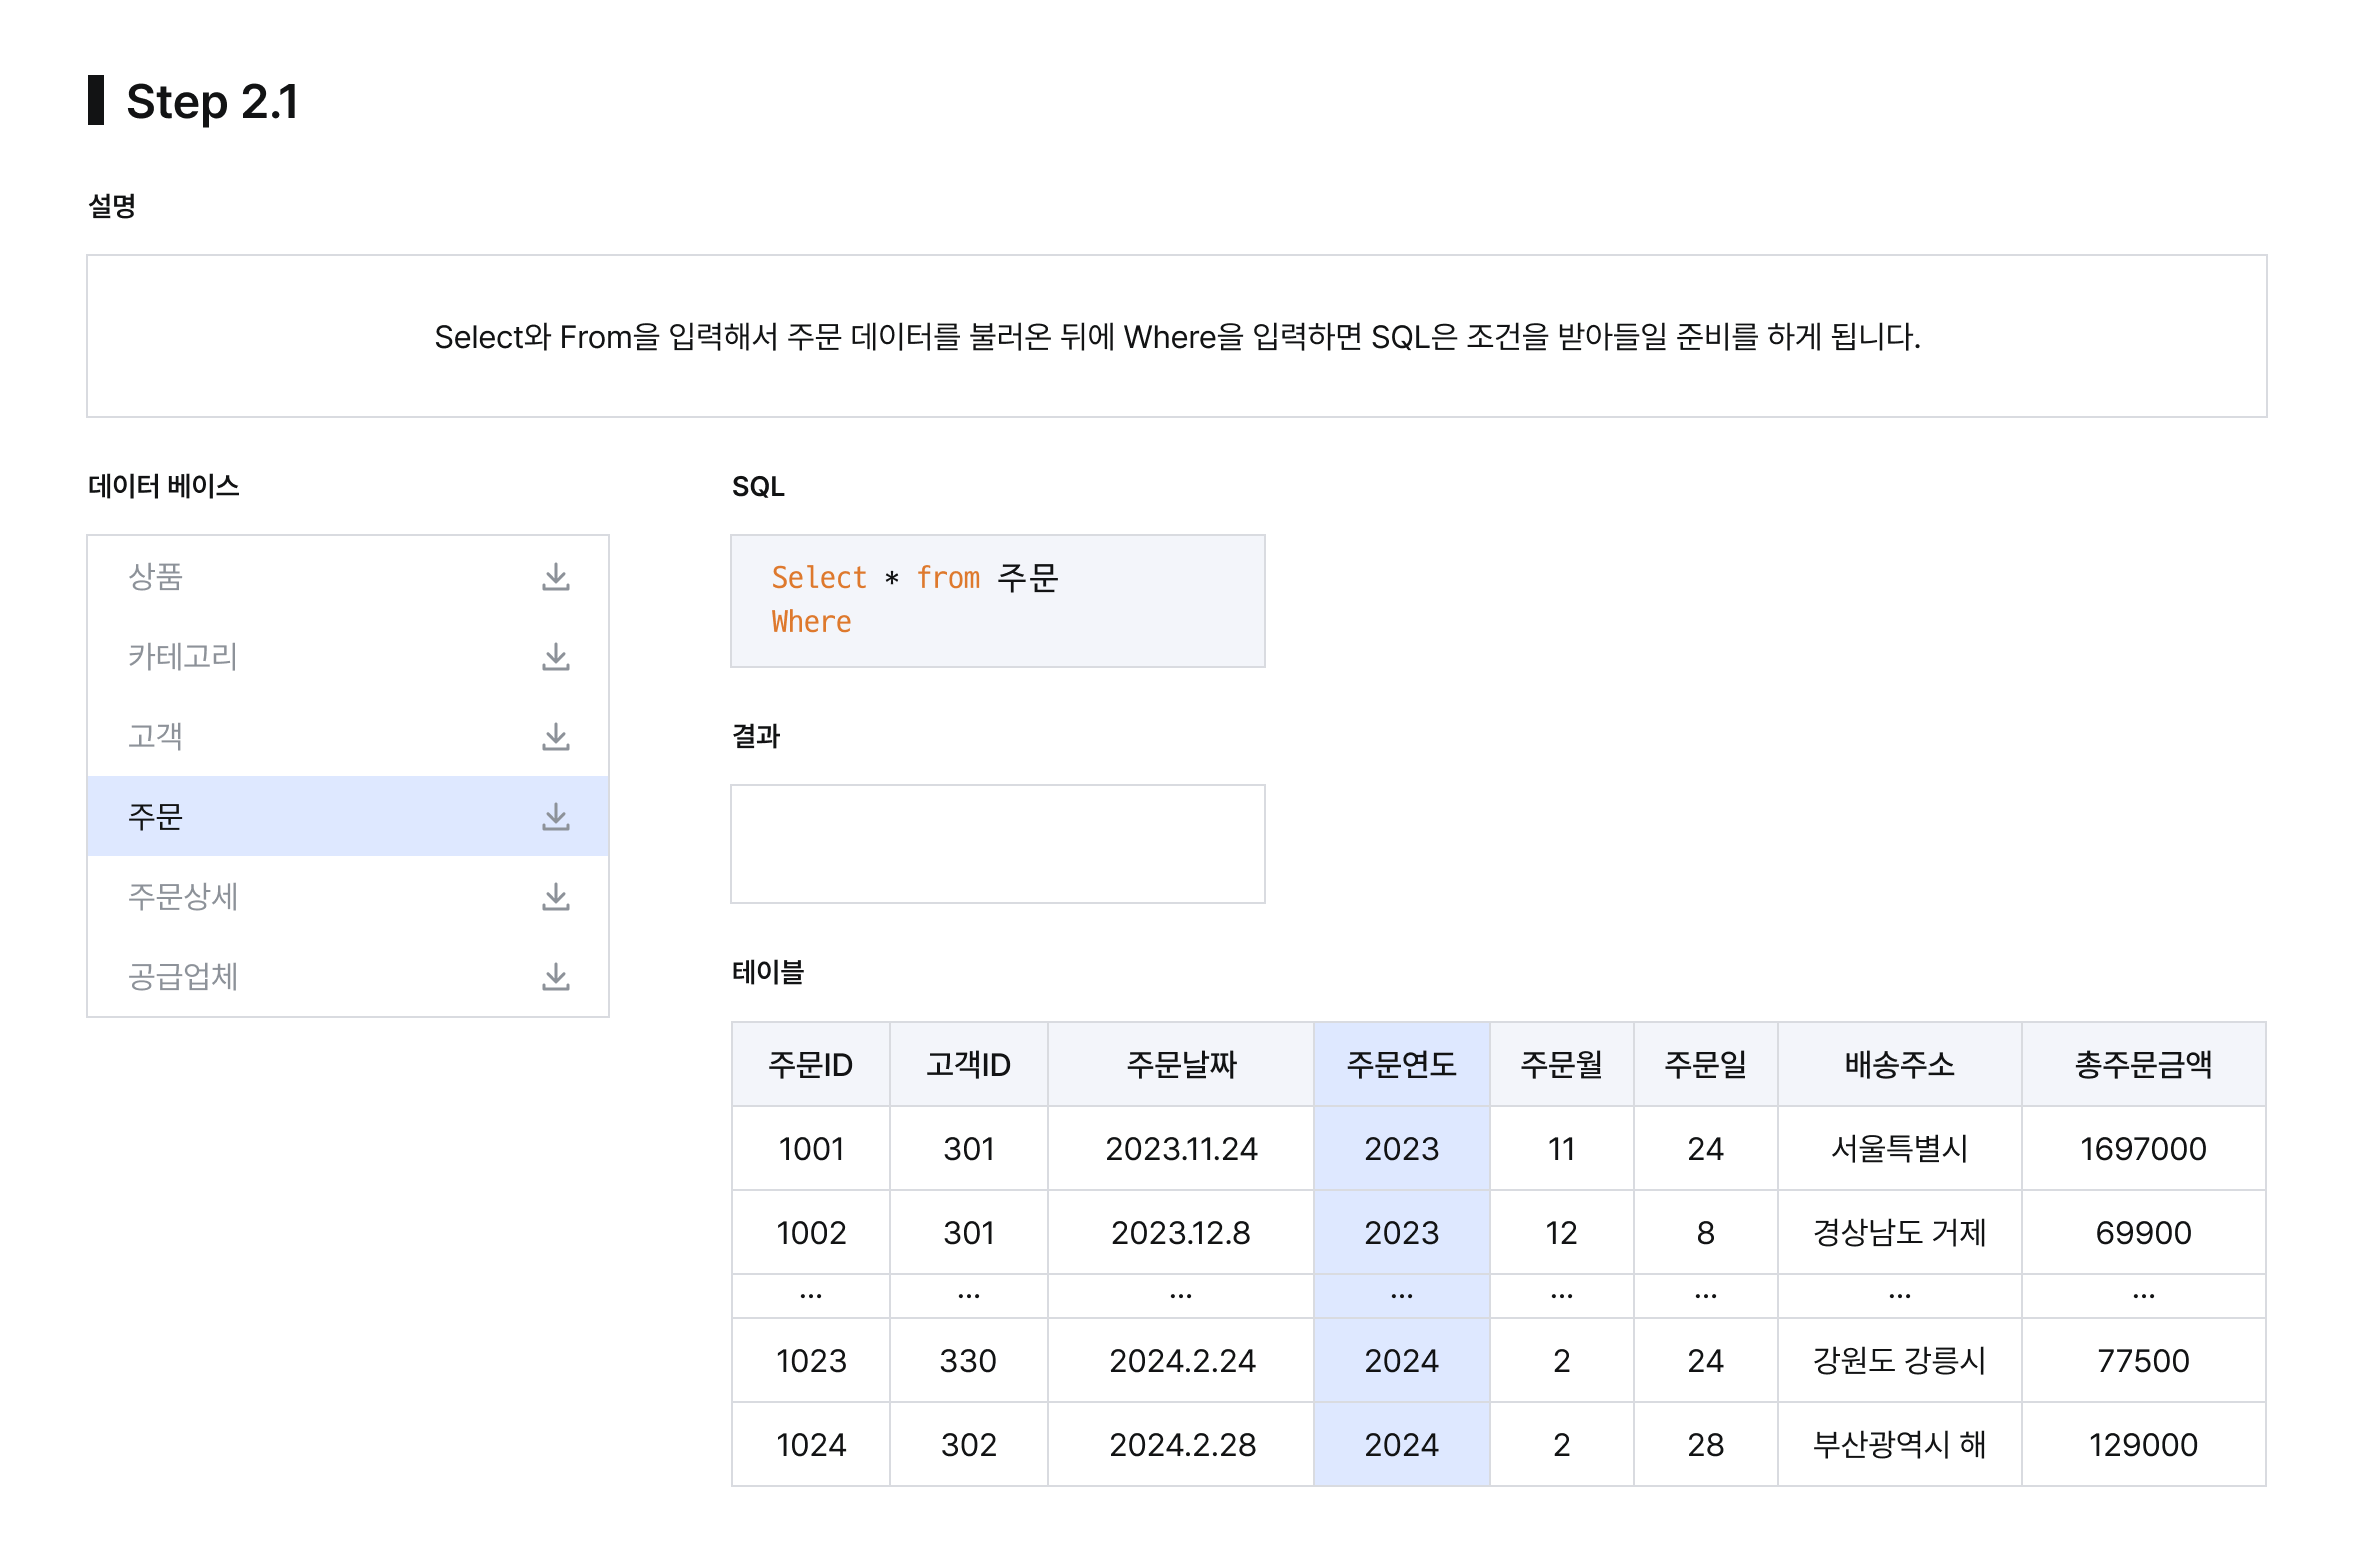 Step 2.1
설명
Select와 From을 입력해서 주문 데이터를 불러온 뒤에 Where을 입력하면 SQL은 조건을 받아들일 준비를 하게 됩니다.
데이터 베이스
상품
카테고리
고객
주문
주문상세
공급업체
SQL
Select * from 주문
Where
결과
테이블
주문ID 고객ID 주문날짜 주문연도 주문월 주문일 배송주소 총주문금액
1001 301 2023.11.24 2023 11 24 서울특별시 1697000
1002 301 2023.12.8 2023 12 8 경상남도 거제 69900
... ... ... ... ... ... ... ...
1023 330 2024.2.24 2024 2 24 강원도 강릉시 77500
1024 302 2024.2.28 2024 2 28 부산광역시 해 129000